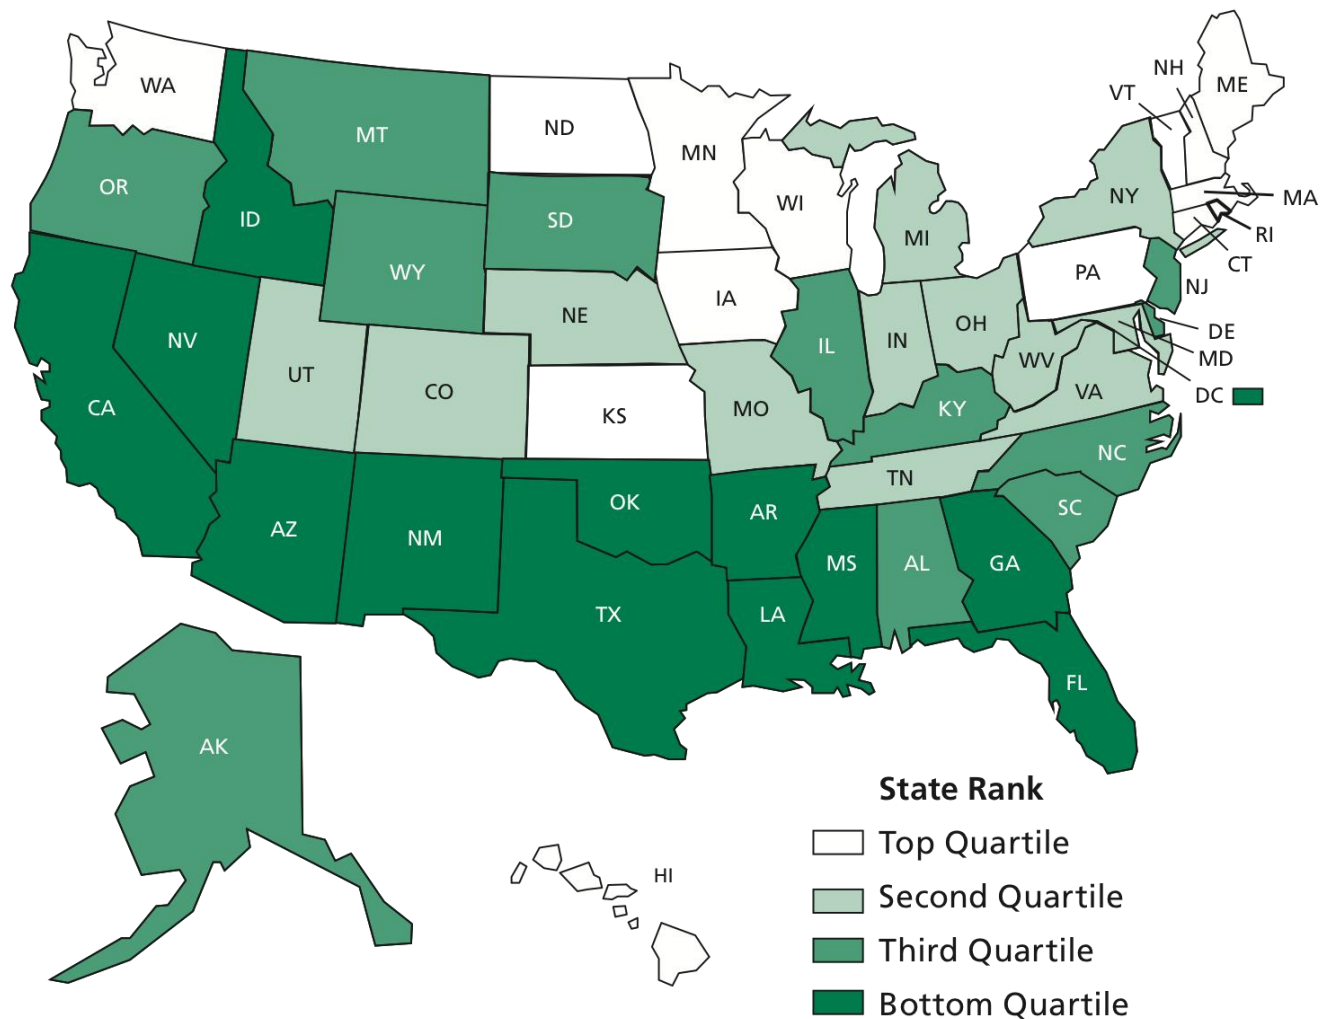 WA
MT
ND
MN
OR
ID
SD
WI
WY
MI
NH
VT
ME
NY
MA
RI
CT
PA
NJ
IA
NE
OH
DE
MD
DC
NV
IL
IN
WV
UT
CO
VA
CA
KS
MO
KY
NC
TN
OK
AR
SC
AZ
NM
MS
AL
GA
TX
LA
FL
AK
HI
State Rank
Top Quartile
Second Quartile
Third Quartile
Bottom Quartile